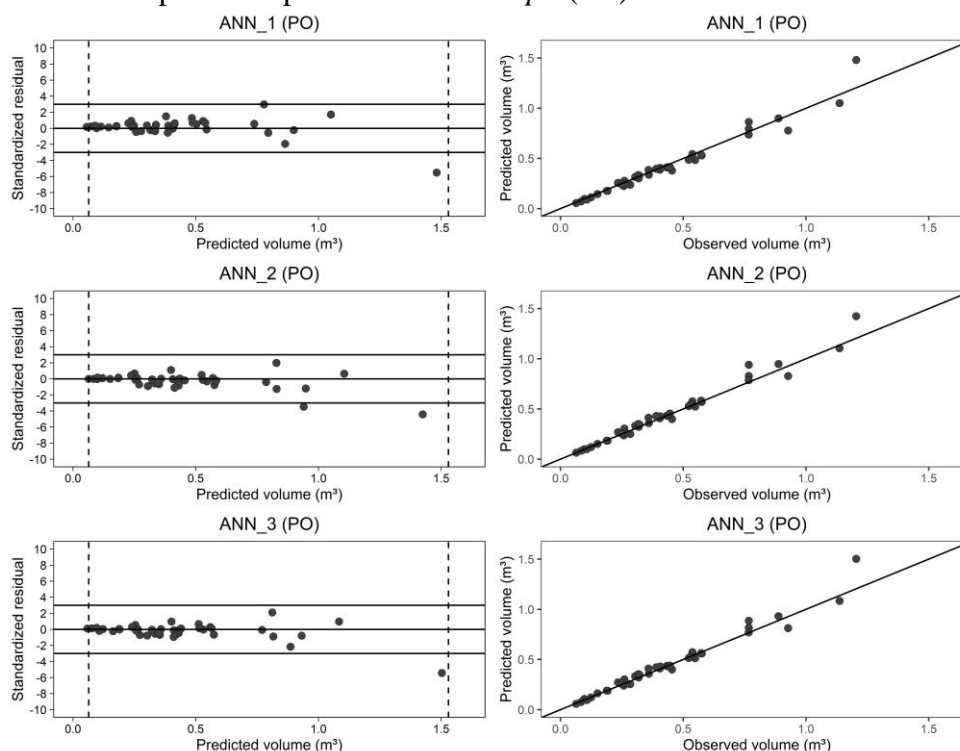 ANN_1 (PO)
10
8
6
4
2
0
-2
-4
-6
-8
-10
Standardized residual
0.0 0.5 1.0 1.5
Predicted volume (m³)
ANN_1 (PO)
1.5
1.0
0.5
0.0
Predicted volume (m³)
0.0 0.5 1.0 1.5
Observed volume (m³)
ANN_2 (PO)
10
8
6
4
2
0
-2
-4
-6
-8
-10
Standardized residual
0.0 0.5 1.0 1.5
Predicted volume (m³)
ANN_2 (PO)
1.5
1.0
0.5
0.0
Predicted volume (m³)
0.0 0.5 1.0 1.5
Observed volume (m³)
ANN_3 (PO)
10
8
6
4
2
0
-2
-4
-6
-8
-10
Standardized residual
0.0 0.5 1.0 1.5
Predicted volume (m³)
ANN_3 (PO)
1.5
1.0
0.5
0.0
Predicted volume (m³)
0.0 0.5 1.0 1.5
Observed volume (m³)